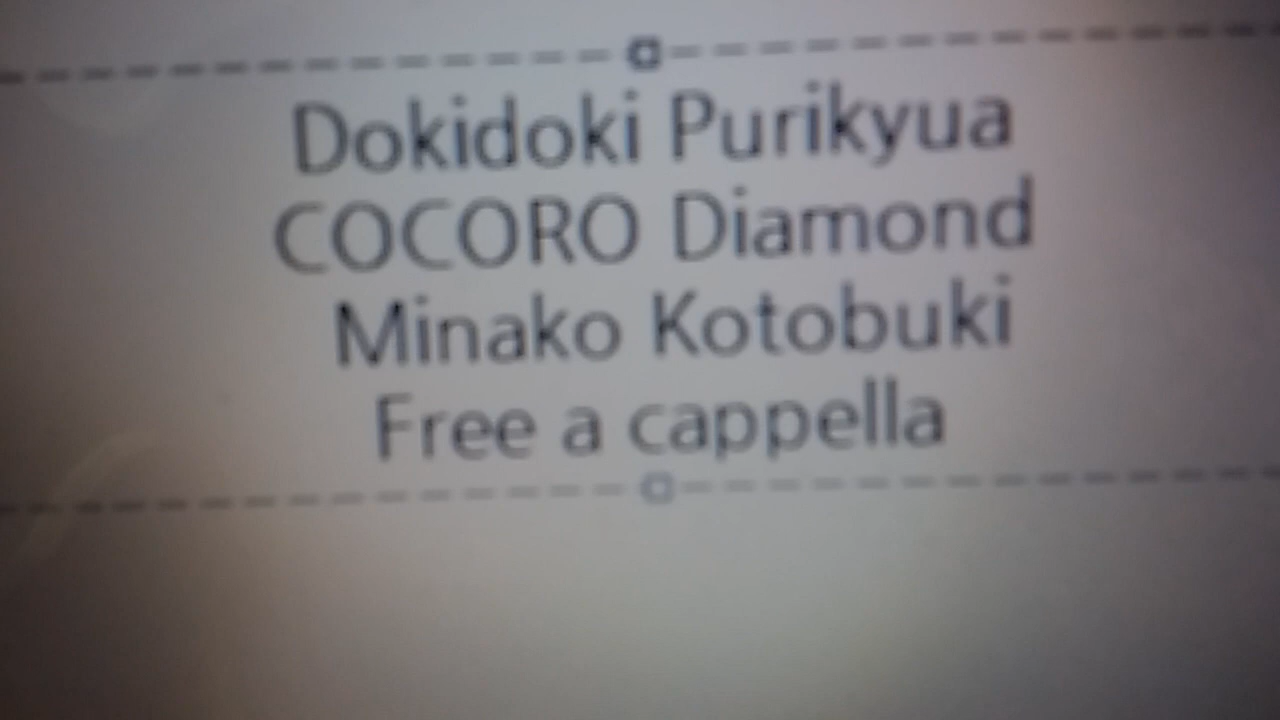 Dokidoki Purikyua
COCORO Diamond
Minako Kotobuki
Free a cappella